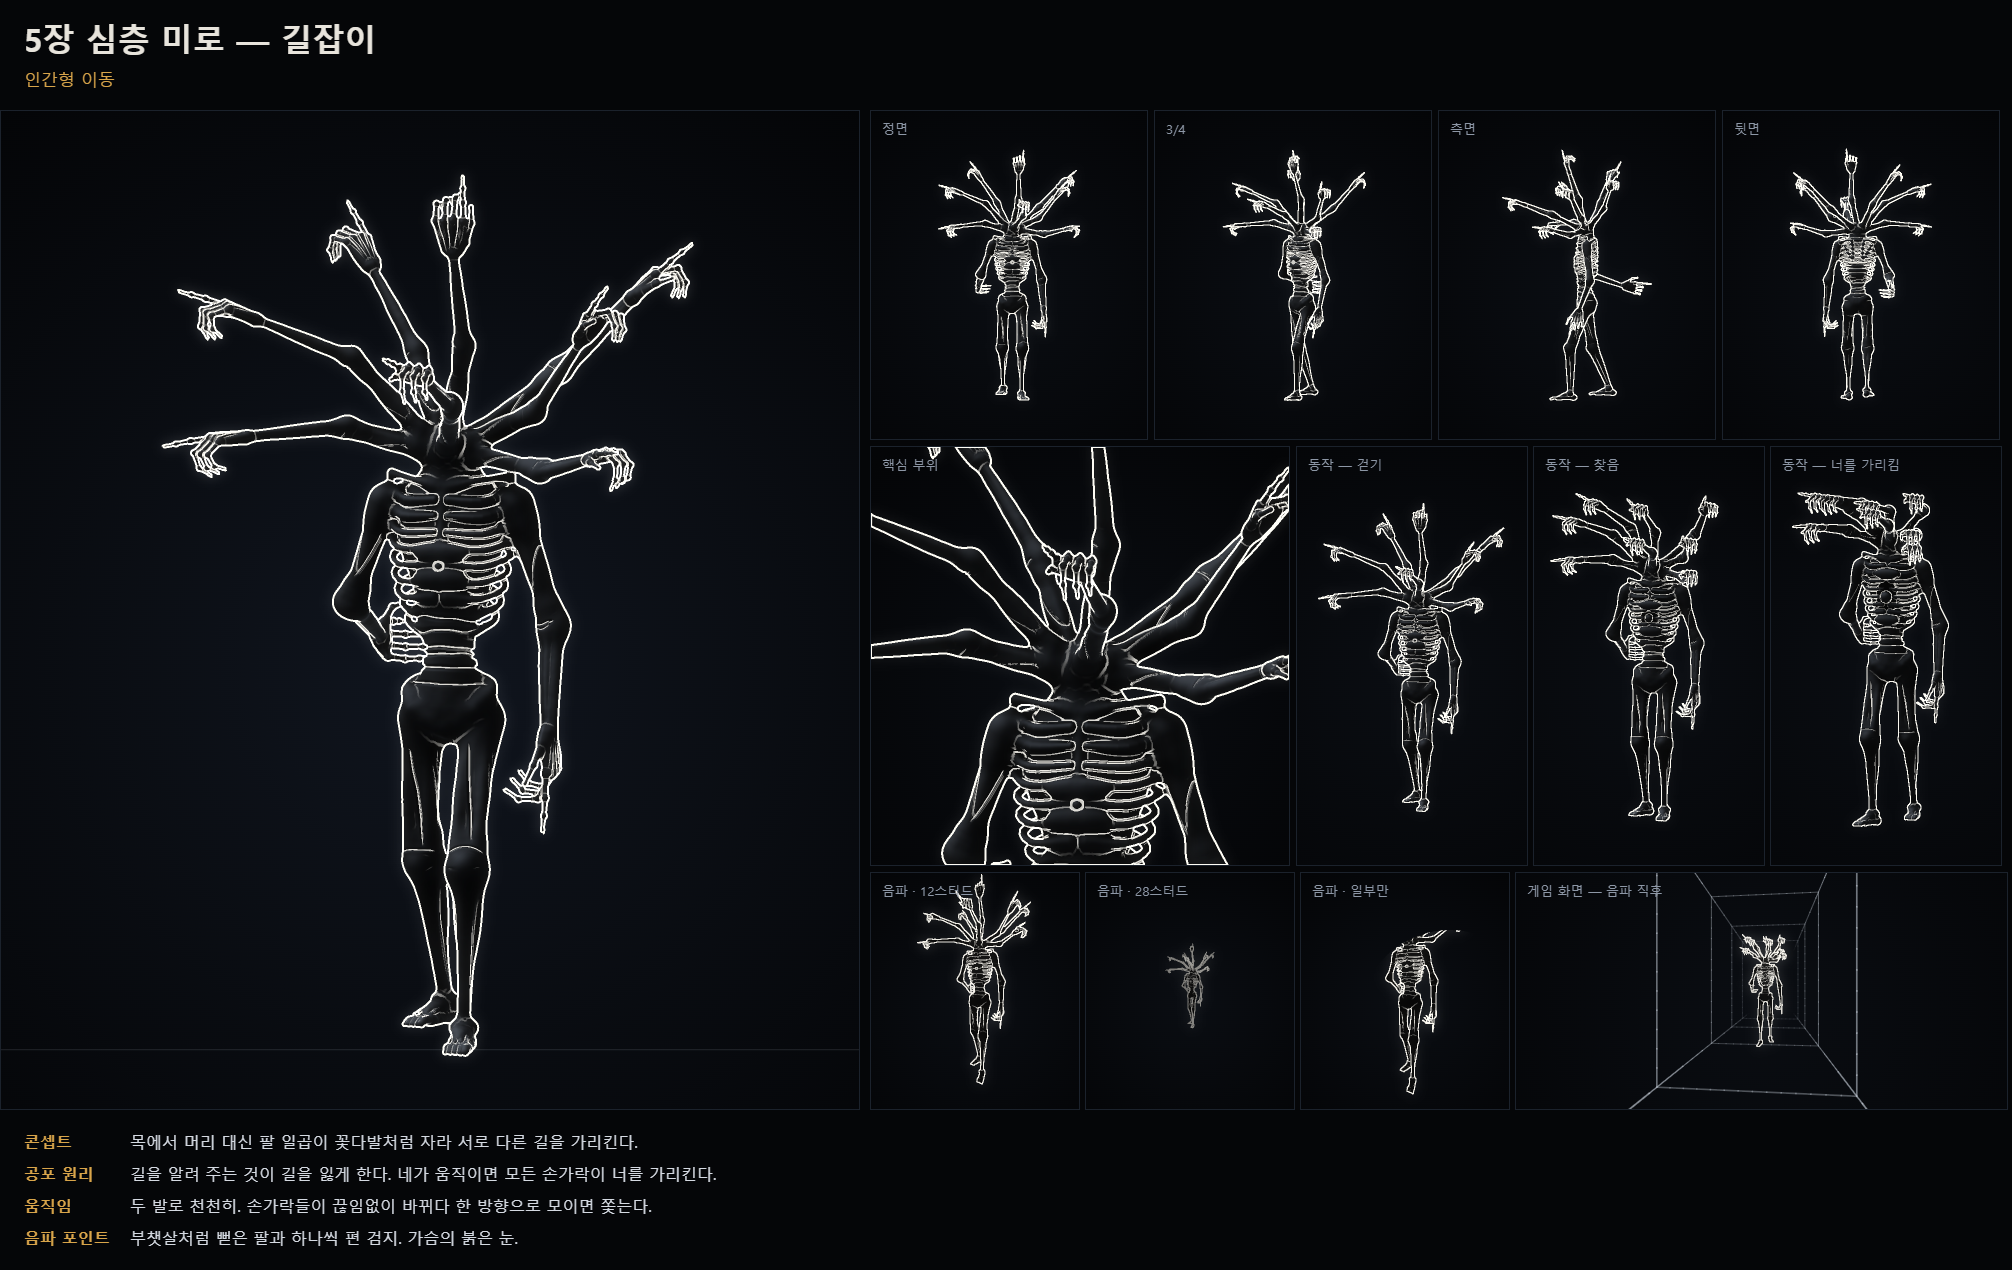 5장 심층 미로 — 길잡이
인간형 이동
정면
3/4
측면
뒷면
핵심 부위
동작 — 걷기
동작 — 찾음
동작 — 너를 가리킴
음파 · 12스터드
음파 · 28스터드
음파 · 일부만
게임 화면 — 음파 직후
콘셉트 목에서 머리 대신 팔 일곱이 꽃다발처럼 자라 서로 다른 길을 가리킨다.
공포 원리 길을 알려 주는 것이 길을 잃게 한다. 네가 움직이면 모든 손가락이 너를 가리킨다.
움직임 두 발로 천천히. 손가락들이 끊임없이 바뀌다 한 방향으로 모이면 쫓는다.
음파 포인트 부챗살처럼 뻗은 팔과 하나씩 편 검지. 가슴의 붉은 눈.